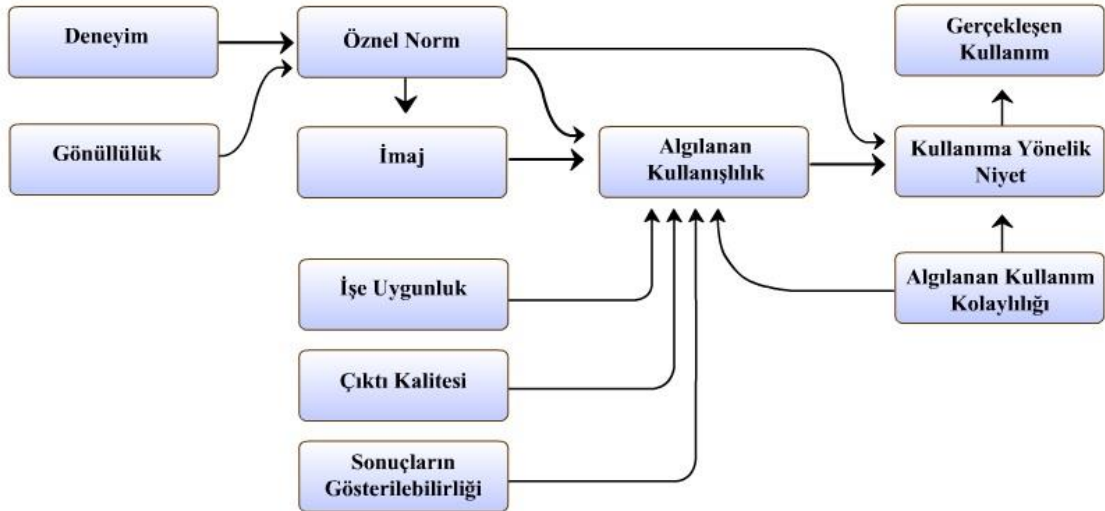 Deneyim
Öznel Norm
Gerçekleşen
Kullanım
Gönüllülük
İmaj
Algılanan
Kullanışlılık
Kullanıma Yönelik
Niyet
İşe Uygunluk
Algılanan Kullanım
Kolaylılığı
Çıktı Kalitesi
Sonuçların
Gösterilebilirliği